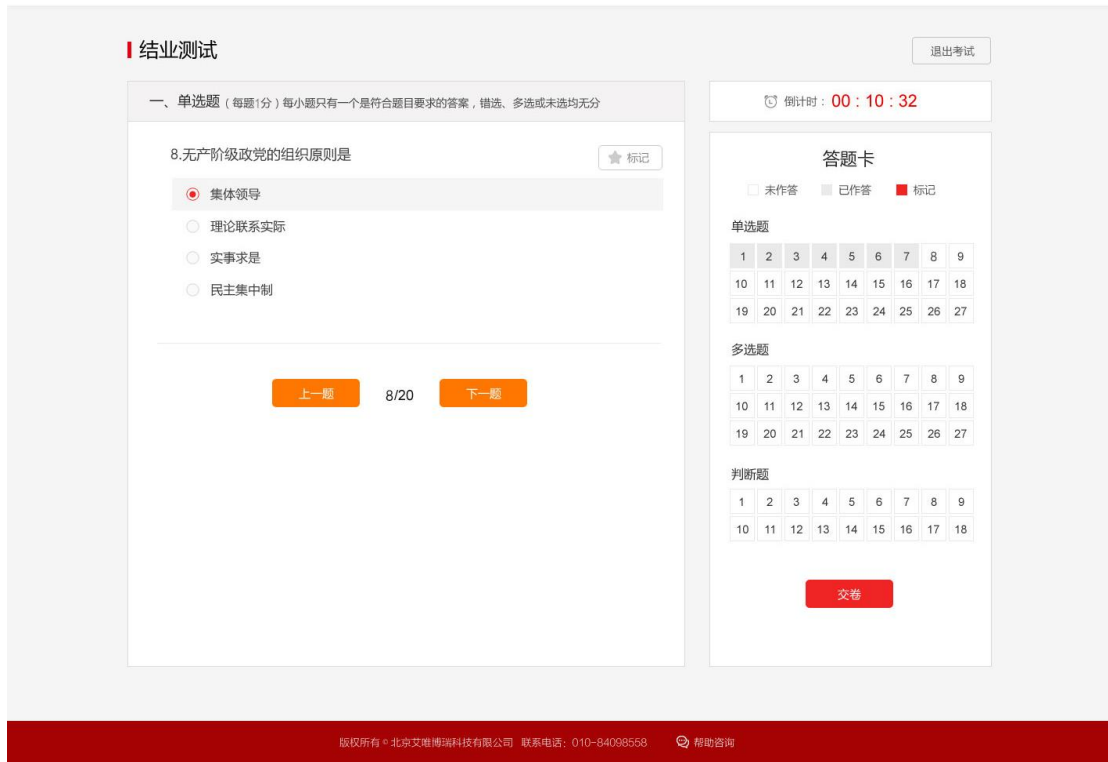 结业测试
退出考试
一、单选题（每题1分）每小题只有一个是符合题目要求的答案，错选、多选或未选均无分
8.无产阶级政党的组织原则是
标记
集体领导
理论联系实际
实事求是
民主集中制
上一题 8/20 下一题
倒计时：00：10：32
答题卡
未作答 已作答 标记
单选题
1 2 3 4 5 6 7 8 9
10 11 12 13 14 15 16 17 18
19 20 21 22 23 24 25 26 27
多选题
1 2 3 4 5 6 7 8 9
10 11 12 13 14 15 16 17 18
19 20 21 22 23 24 25 26 27
判断题
1 2 3 4 5 6 7 8 9
10 11 12 13 14 15 16 17 18
交卷
版权所有©北京艾唯博瑞科技有限公司 联系电话：010-84098558 帮助咨询